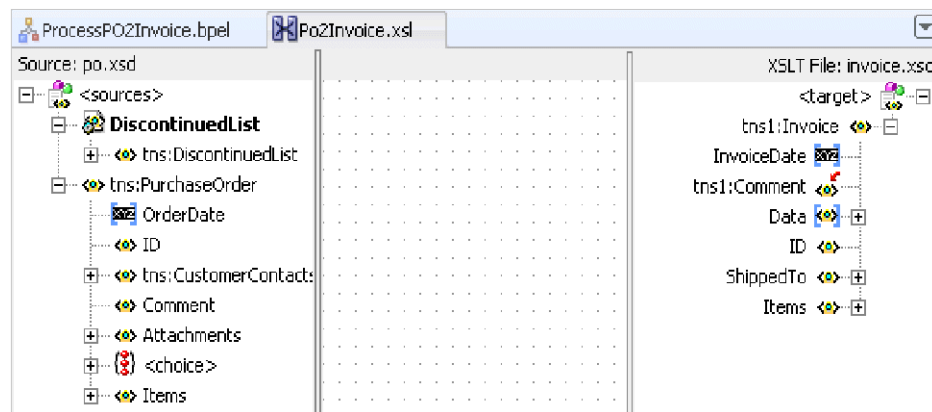 ProcessPO2Invoice.bpel
Po2Invoice.xsl
Source: po.xsd
XSLT File: invoice.xsd
<sources>
DiscontinuedList
tns:DiscontinuedList
tns:PurchaseOrder
OrderDate
ID
tns:CustomerContacts
Comment
Attachments
<choice>
Items
<target>
tns1:Invoice
InvoiceDate
tns1:Comment
Data
ID
ShippedTo
Items